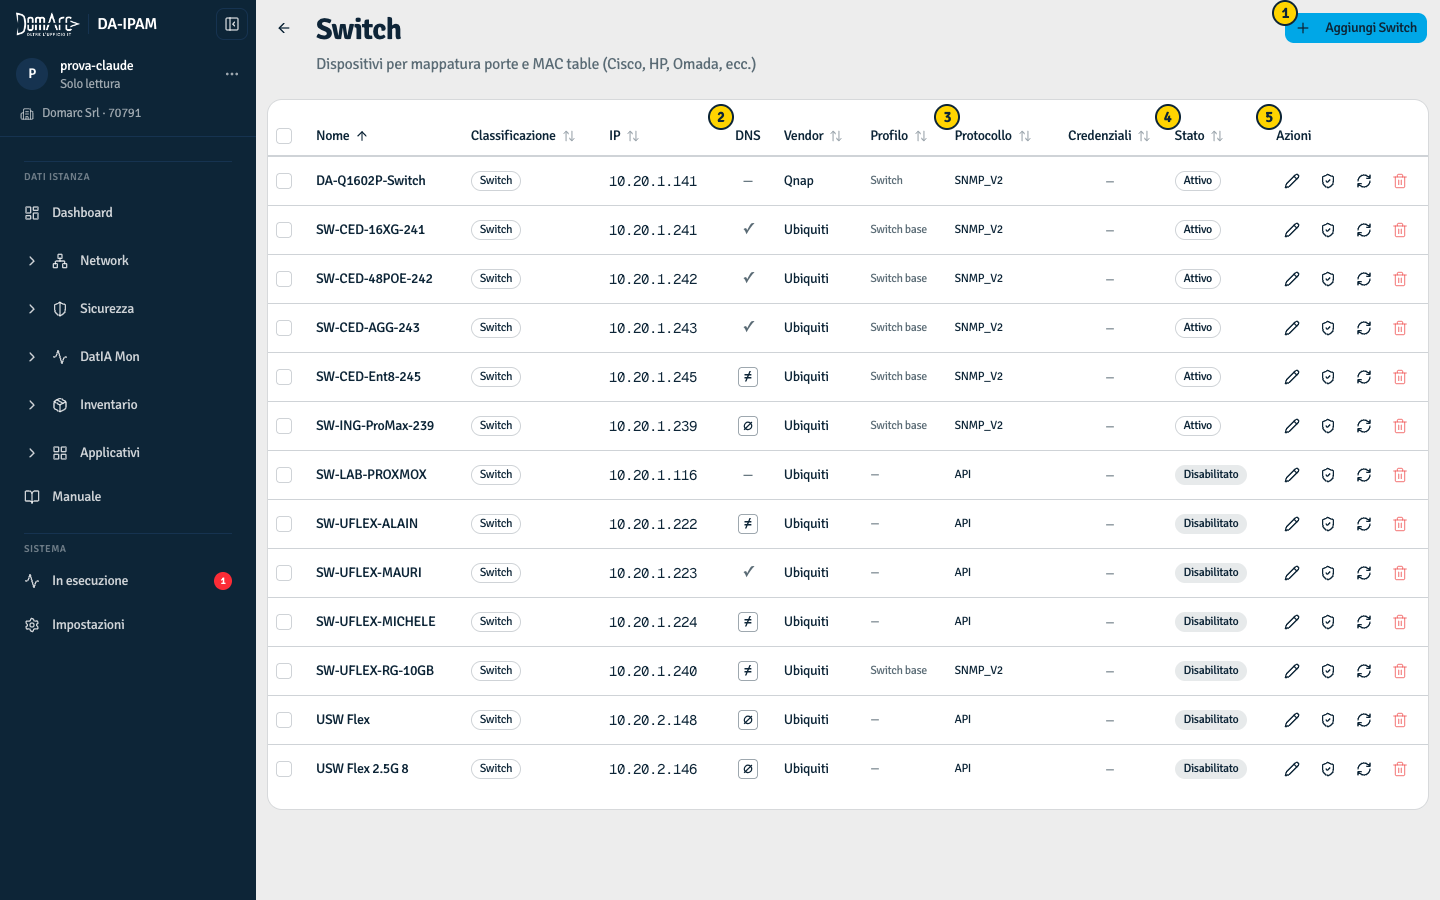 DomArc
OLTRE L'UFFICIO IT
DA-IPAM
P
prova-claude
Solo lettura
Domarc Srl · 70791
DATI ISTANZA
Dashboard
Network
Sicurezza
DatIA Mon
Inventario
Applicativi
Manuale
SISTEMA
In esecuzione 1
Impostazioni
Switch
Dispositivi per mappatura porte e MAC table (Cisco, HP, Omada, ecc.)
1
+ Aggiungi Switch
2 3 4 5
Nome Classificazione IP DNS Vendor Profilo Protocollo Credenziali Stato Azioni
DA-Q1602P-Switch Switch 10.20.1.141 — Qnap Switch SNMP_V2 — Attivo
SW-CED-16XG-241 Switch 10.20.1.241 ✓ Ubiquiti Switch base SNMP_V2 — Attivo
SW-CED-48POE-242 Switch 10.20.1.242 ✓ Ubiquiti Switch base SNMP_V2 — Attivo
SW-CED-AGG-243 Switch 10.20.1.243 ✓ Ubiquiti Switch base SNMP_V2 — Attivo
SW-CED-Ent8-245 Switch 10.20.1.245 ≠ Ubiquiti Switch base SNMP_V2 — Attivo
SW-ING-ProMax-239 Switch 10.20.1.239 ∅ Ubiquiti Switch base SNMP_V2 — Attivo
SW-LAB-PROXMOX Switch 10.20.1.116 — Ubiquiti — API — Disabilitato
SW-UFLEX-ALAIN Switch 10.20.1.222 ≠ Ubiquiti — API — Disabilitato
SW-UFLEX-MAURI Switch 10.20.1.223 ✓ Ubiquiti — API — Disabilitato
SW-UFLEX-MICHELE Switch 10.20.1.224 ≠ Ubiquiti — API — Disabilitato
SW-UFLEX-RG-10GB Switch 10.20.1.240 ≠ Ubiquiti Switch base SNMP_V2 — Disabilitato
USW Flex Switch 10.20.2.148 ∅ Ubiquiti — API — Disabilitato
USW Flex 2.5G 8 Switch 10.20.2.146 ∅ Ubiquiti — API — Disabilitato